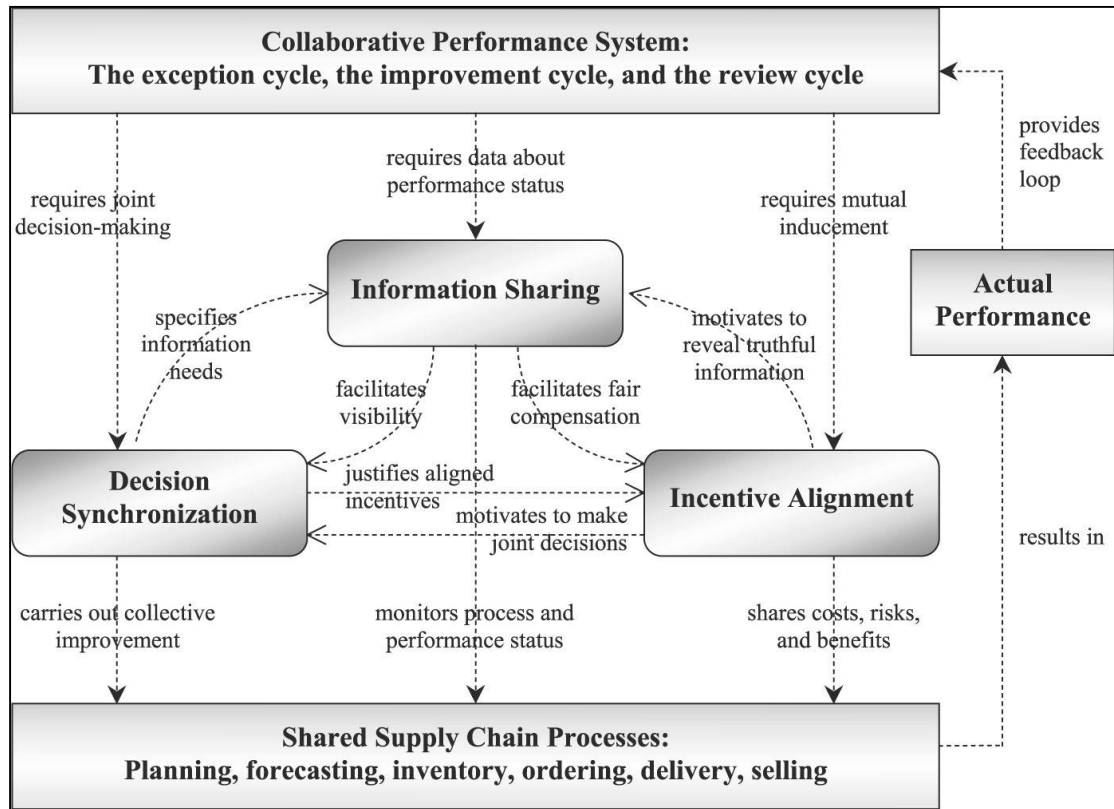 Collaborative Performance System:
The exception cycle, the improvement cycle, and the review cycle
provides
feedback
loop
requires data about
performance status
requires joint
decision-making
requires mutual
inducement
Information Sharing
Actual
Performance
specifies
information
needs
motivates to
reveal truthful
information
facilitates
visibility
facilitates fair
compensation
Decision
Synchronization
justifies aligned
incentives
Incentive Alignment
motivates to make
joint decisions
results in
carries out collective
improvement
monitors process and
performance status
shares costs, risks,
and benefits
Shared Supply Chain Processes:
Planning, forecasting, inventory, ordering, delivery, selling